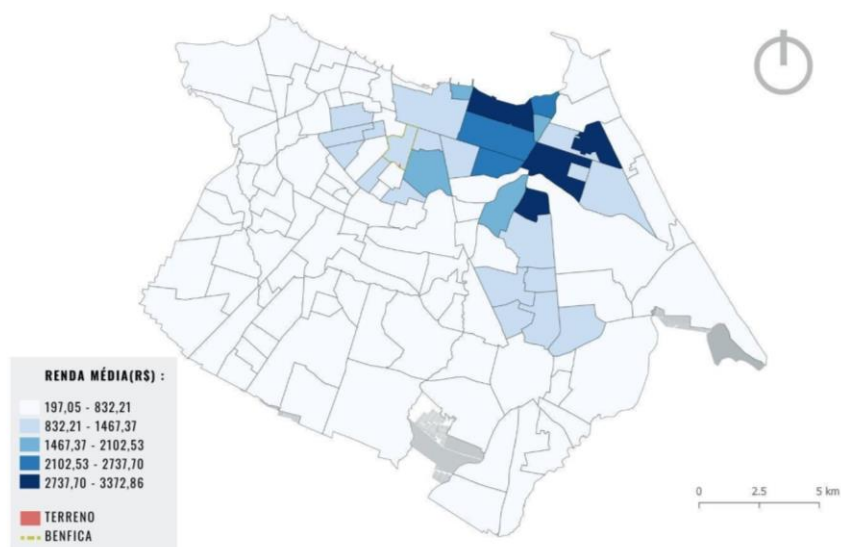 RENDA MÉDIA(R$) :
197,05 - 832,21
832,21 - 1467,37
1467,37 - 2102,53
2102,53 - 2737,70
2737,70 - 3372,86
TERRENO
BENFICA
0 2.5 5 km